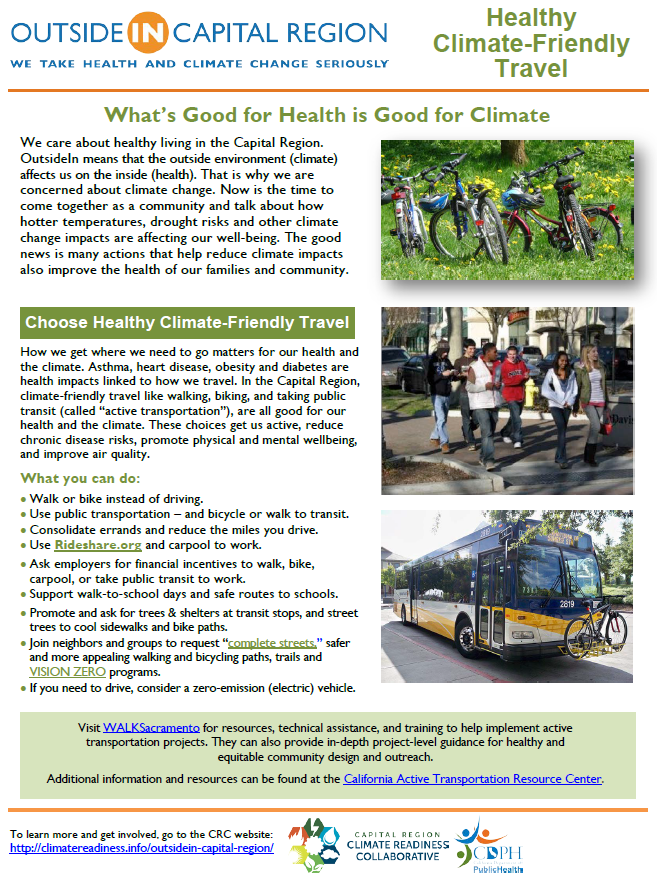 OUTSIDE IN CAPITAL REGION
WE TAKE HEALTH AND CLIMATE CHANGE SERIOUSLY
Healthy
Climate-Friendly
Travel
What's Good for Health is Good for Climate
We care about healthy living in the Capital Region.
OutsideIn means that the outside environment (climate)
affects us on the inside (health). That is why we are
concerned about climate change. Now is the time to
come together as a community and talk about how
hotter temperatures, drought risks and other climate
change impacts are affecting our well-being. The good
news is many actions that help reduce climate impacts
also improve the health of our families and community.
Choose Healthy Climate-Friendly Travel
How we get where we need to go matters for our health and
the climate. Asthma, heart disease, obesity and diabetes are
health impacts linked to how we travel. In the Capital Region,
climate-friendly travel like walking, biking, and taking public
transit (called “active transportation”), are all good for our
health and the climate. These choices get us active, reduce
chronic disease risks, promote physical and mental wellbeing,
and improve air quality.
What you can do:
• Walk or bike instead of driving.
• Use public transportation – and bicycle or walk to transit.
• Consolidate errands and reduce the miles you drive.
• Use Rideshare.org and carpool to work.
• Ask employers for financial incentives to walk, bike,
carpool, or take public transit to work.
• Support walk-to-school days and safe routes to schools.
• Promote and ask for trees & shelters at transit stops, and street
trees to cool sidewalks and bike paths.
• Join neighbors and groups to request “complete streets,” safer
and more appealing walking and bicycling paths, trails and
VISION ZERO programs.
• If you need to drive, consider a zero-emission (electric) vehicle.
Davis
2819
Visit WALKSacramento for resources, technical assistance, and training to help implement active
transportation projects. They can also provide in-depth project-level guidance for healthy and
equitable community design and outreach.
Additional information and resources can be found at the California Active Transportation Resource Center.
To learn more and get involved, go to the CRC website:
http://climatereadiness.info/outsidein-capital-region/
CAPITAL REGION
CLIMATE READINESS
COLLABORATIVE
CDPH
PublicHealth